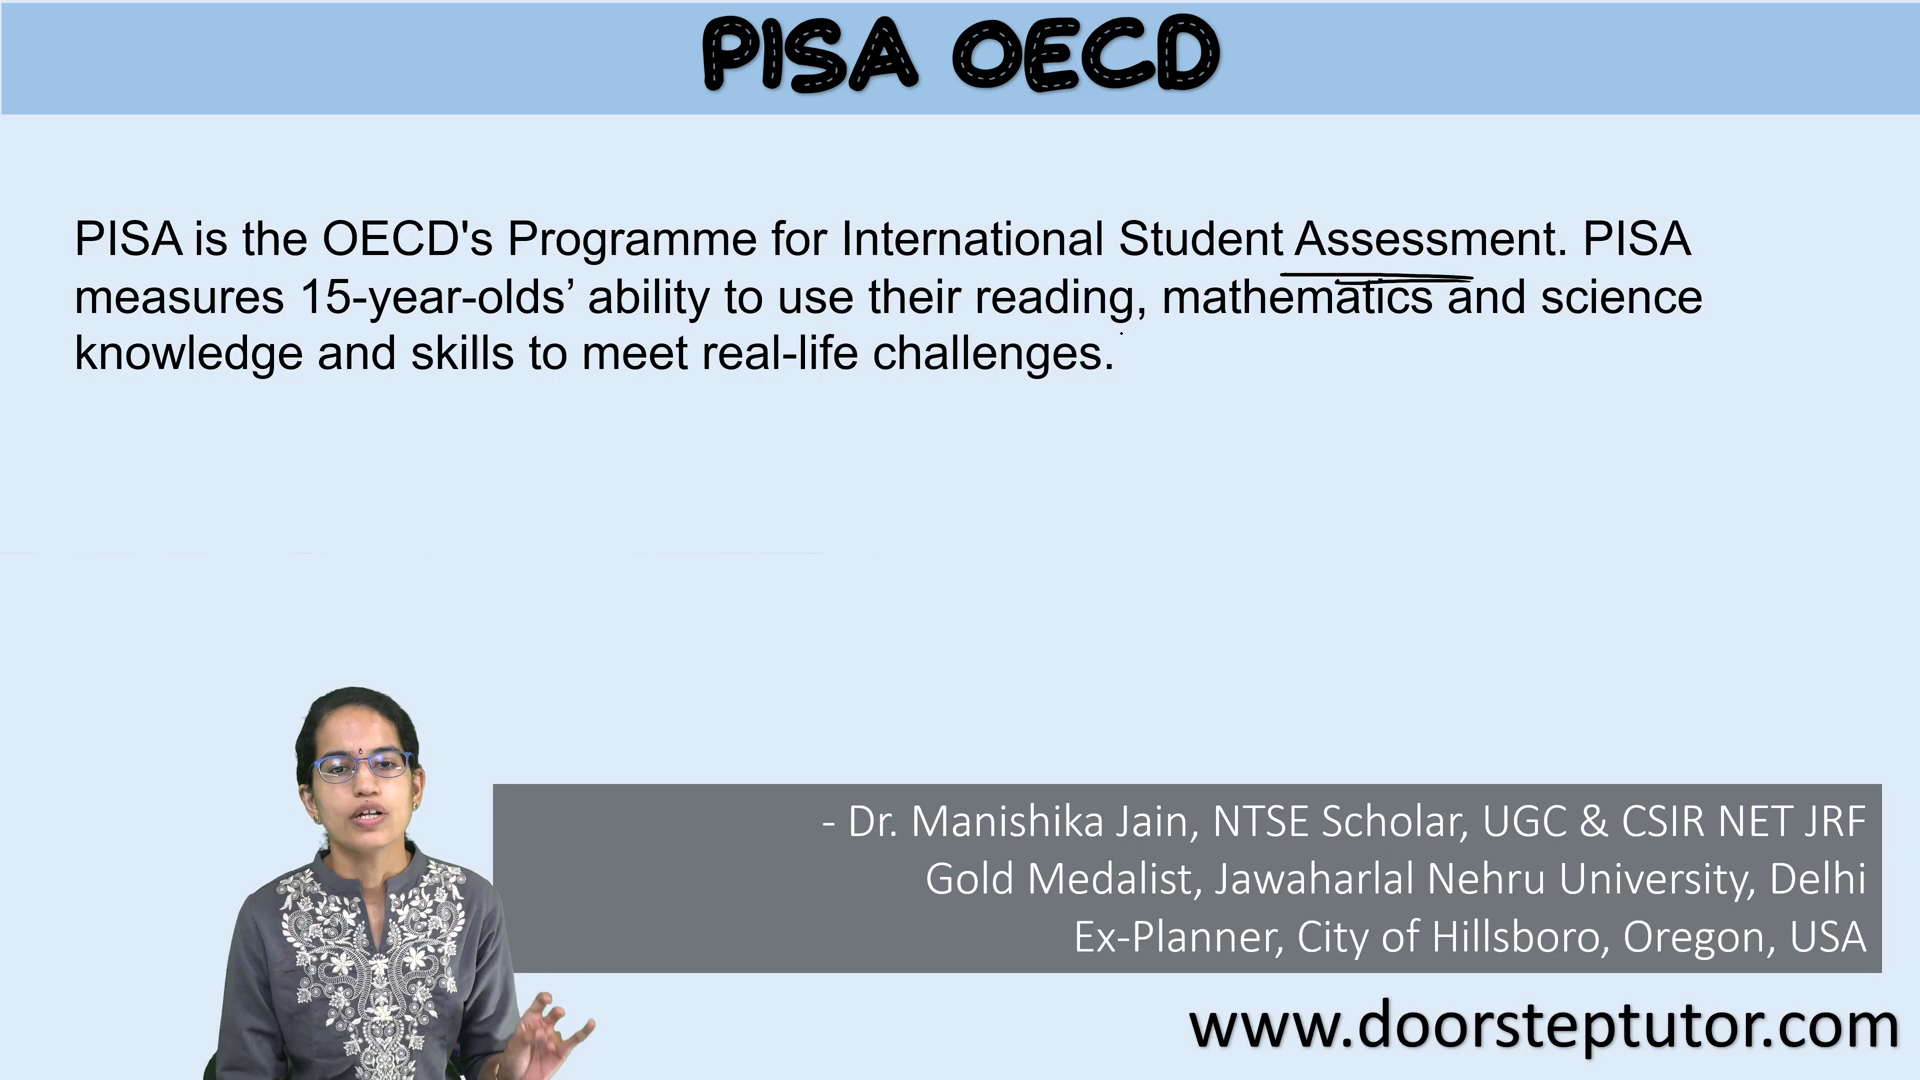 PISA OECD
PISA is the OECD's Programme for International Student Assessment. PISA
measures 15-year-olds’ ability to use their reading, mathematics and science
knowledge and skills to meet real-life challenges.
- Dr. Manishika Jain, NTSE Scholar, UGC & CSIR NET JRF
Gold Medalist, Jawaharlal Nehru University, Delhi
Ex-Planner, City of Hillsboro, Oregon, USA
www.doorsteptutor.com